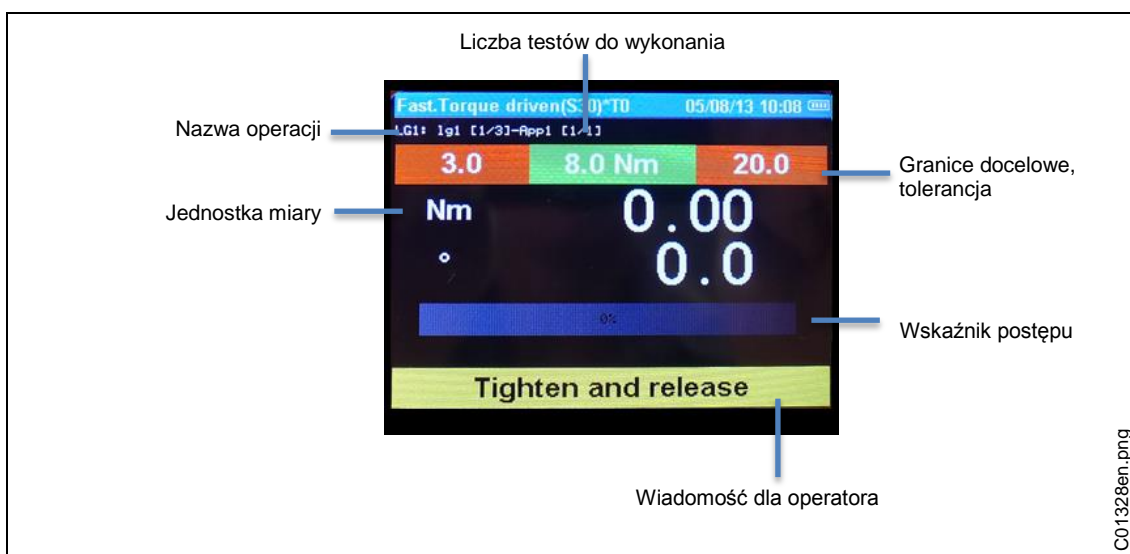 Liczba testów do wykonania
Fast.Torque driven(S30)*T0 05/08/13 10:08
Nazwa operacji
LG1: lg1 [1/3]-App1 [1/1]
3.0 8.0 Nm 20.0
Granice docelowe,
tolerancja
Jednostka miary
Nm 0.00
° 0.0
0%
Wskaźnik postępu
Tighten and release
Wiadomość dla operatora
C01328en.png